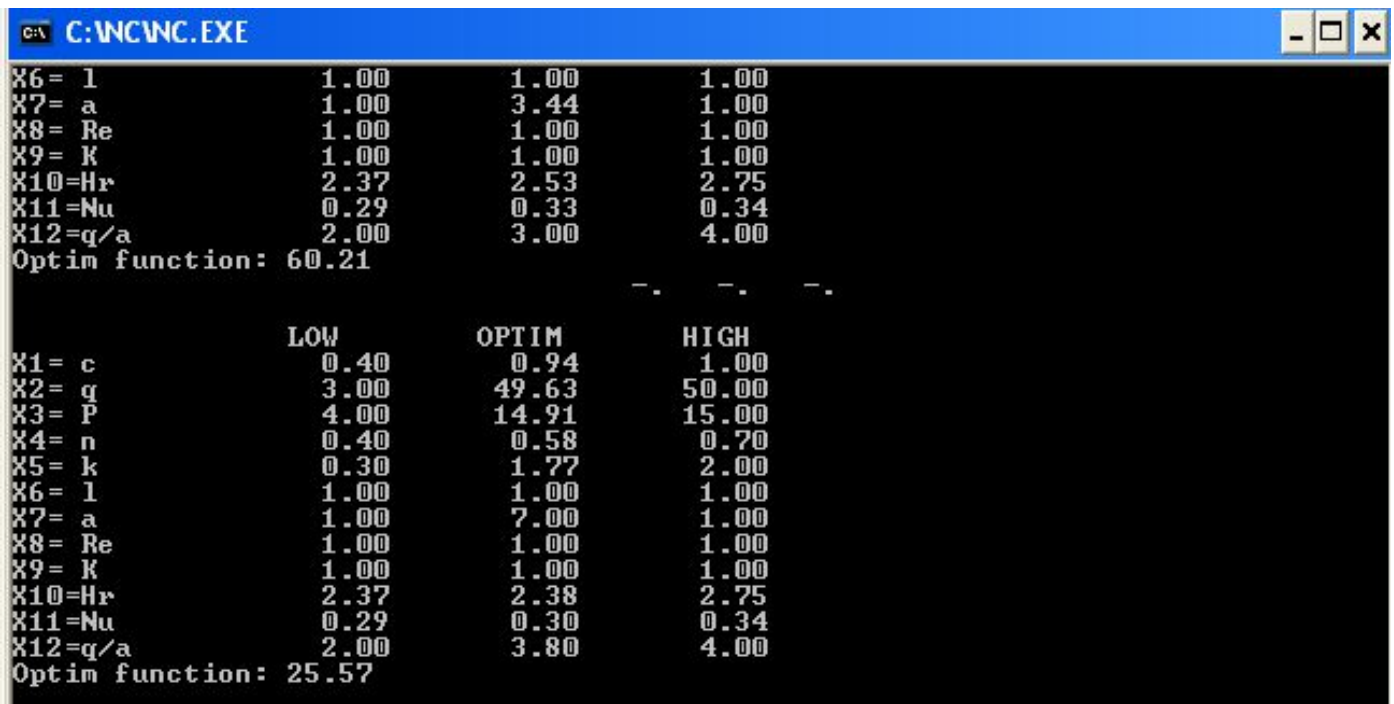 C:\NC\NC.EXE
X6= l 1.00 1.00 1.00
X7= a 1.00 3.44 1.00
X8= Re 1.00 1.00 1.00
X9= K 1.00 1.00 1.00
X10=Hr 2.37 2.53 2.75
X11=Nu 0.29 0.33 0.34
X12=q/a 2.00 3.00 4.00
Optim function: 60.21
-. -. -.
LOW OPTIM HIGH
X1= c 0.40 0.94 1.00
X2= q 3.00 49.63 50.00
X3= P 4.00 14.91 15.00
X4= n 0.40 0.58 0.70
X5= k 0.30 1.77 2.00
X6= l 1.00 1.00 1.00
X7= a 1.00 7.00 1.00
X8= Re 1.00 1.00 1.00
X9= K 1.00 1.00 1.00
X10=Hr 2.37 2.38 2.75
X11=Nu 0.29 0.30 0.34
X12=q/a 2.00 3.80 4.00
Optim function: 25.57